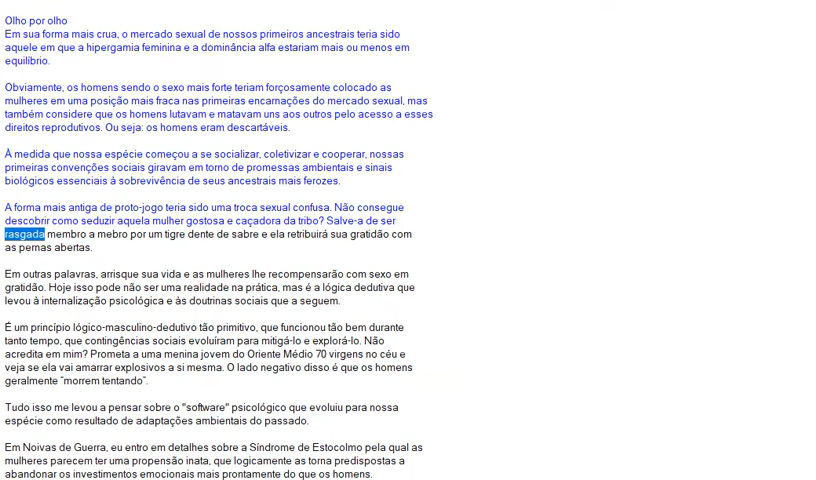 Olho por olho
Em sua forma mais crua, o mercado sexual de nossos primeiros ancestrais teria sido
aquele em que a hipergamia feminina e a dominância alfa estariam mais ou menos em
equilíbrio.
Obviamente, os homens sendo o sexo mais forte teriam forçosamente colocado as
mulheres em uma posição mais fraca nas primeiras encarnações do mercado sexual, mas
também considere que os homens lutavam e matavam uns aos outros pelo acesso a esses
direitos reprodutivos. Ou seja: os homens eram descartáveis.
À medida que nossa espécie começou a se socializar, coletivizar e cooperar, nossas
primeiras convenções sociais giravam em torno de promessas ambientais e sinais
biológicos essenciais à sobrevivência de seus ancestrais mais ferozes.
A forma mais antiga de proto-jogo teria sido uma troca sexual confusa. Não consegue
descobrir como seduzir aquela mulher gostosa e caçadora da tribo? Salve-a de ser
rasgada membro a mebro por um tigre dente de sabre e ela retribuirá sua gratidão com
as pernas abertas.
Em outras palavras, arrisque sua vida e as mulheres lhe recompensarão com sexo em
gratidão. Hoje isso pode não ser uma realidade na prática, mas é a lógica dedutiva que
levou à internalização psicológica e às doutrinas sociais que a seguem.
É um princípio lógico-masculino-dedutivo tão primitivo, que funcionou tão bem durante
tanto tempo, que contingências sociais evoluíram para mitigá-lo e explorá-lo. Não
acredita em mim? Prometa a uma menina jovem do Oriente Médio 70 virgens no céu e
veja se ela vai amarrar explosivos a si mesma. O lado negativo disso é que os homens
geralmente “morrem tentando”.
Tudo isso me levou a pensar sobre o "software" psicológico que evoluiu para nossa
espécie como resultado de adaptações ambientais do passado.
Em Noivas de Guerra, eu entro em detalhes sobre a Síndrome de Estocolmo pela qual as
mulheres parecem ter uma propensão inata, que logicamente as torna predispostas a
abandonar os investimentos emocionais mais prontamente do que os homens.